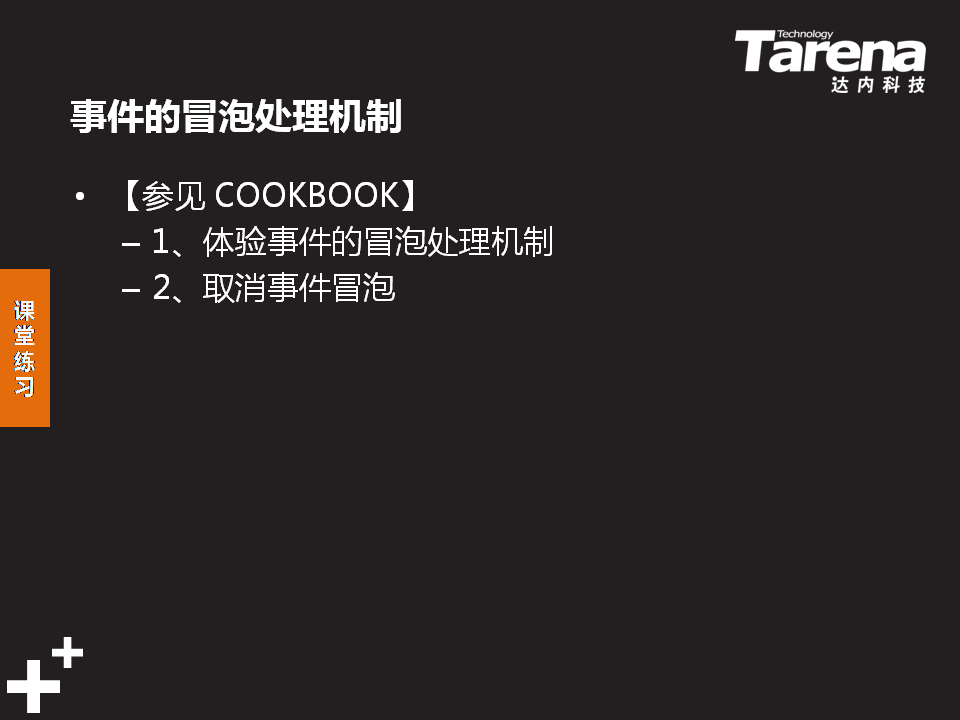 Technology
Tarena
达内科技
事件的冒泡处理机制
• 【参见 COOKBOOK】
– 1、体验事件的冒泡处理机制
– 2、取消事件冒泡
课
堂
练
习